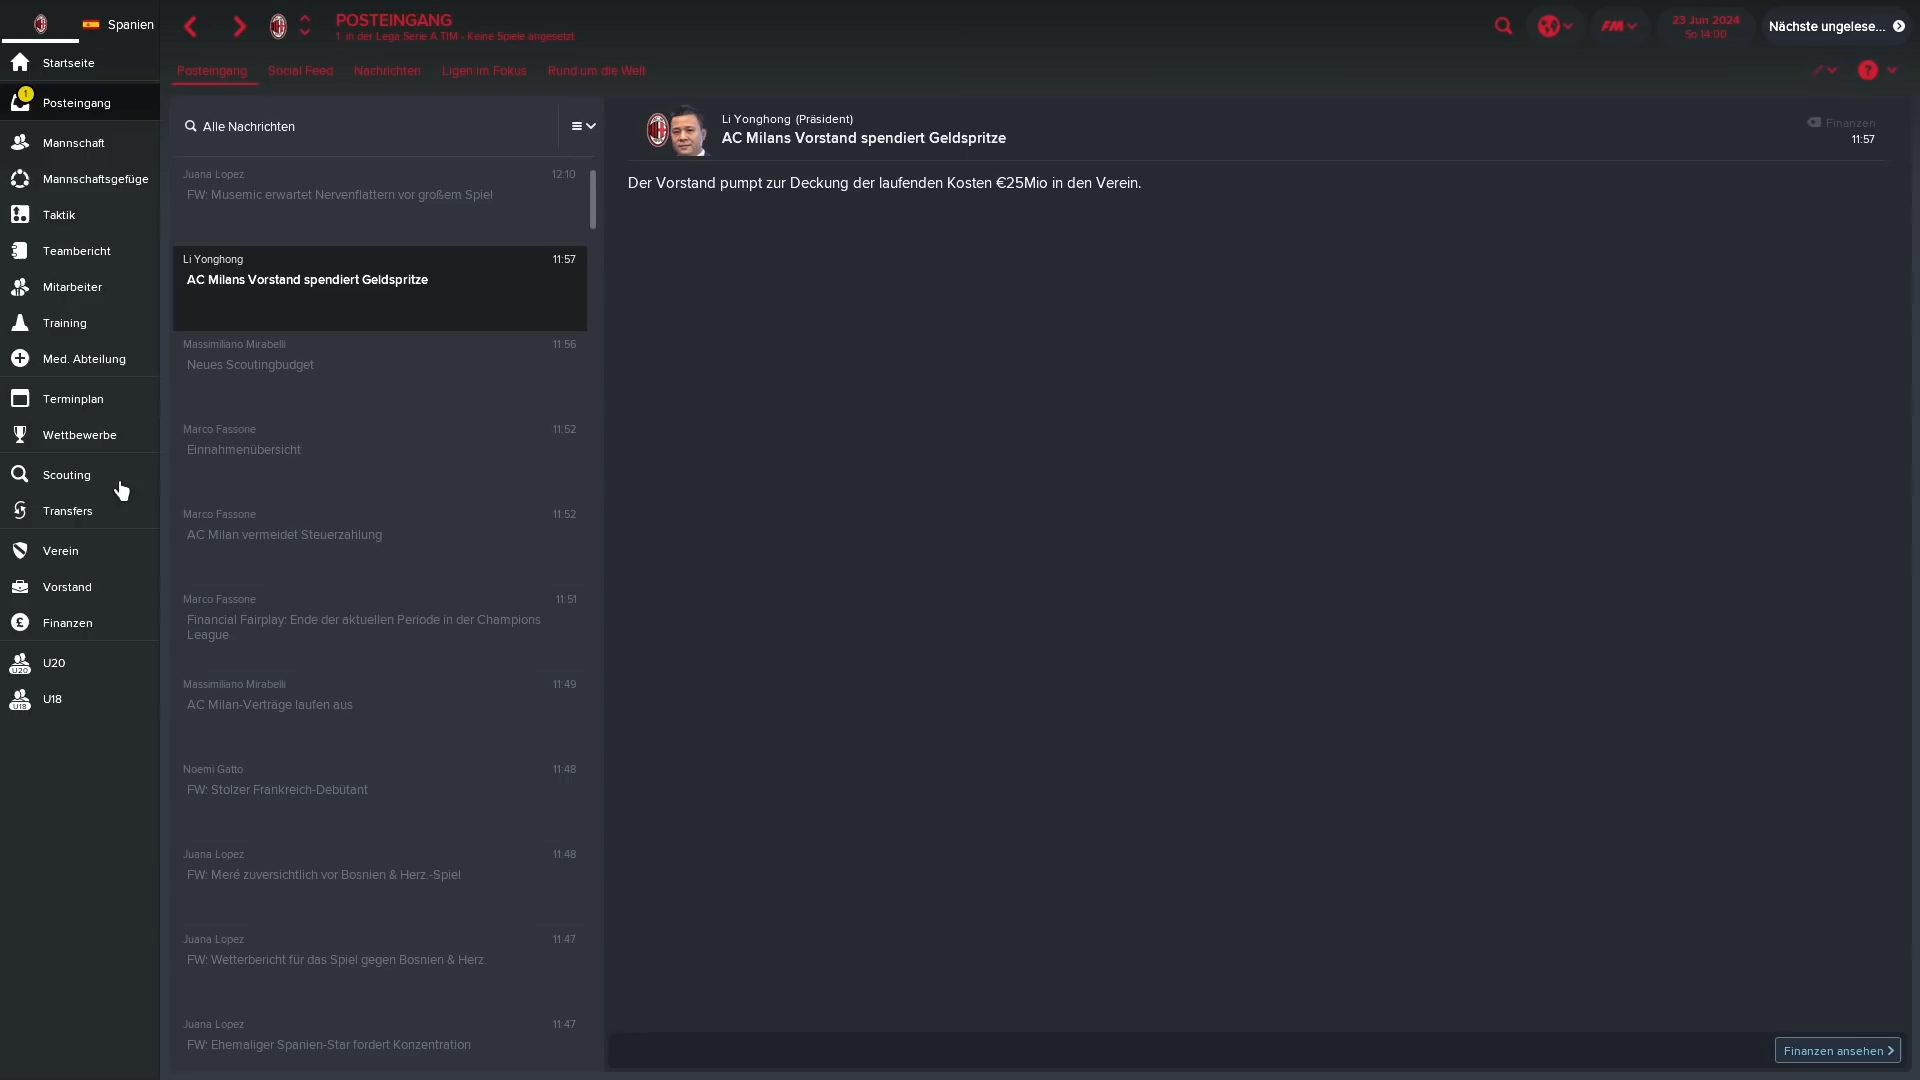 Spanien
Startseite
1
Posteingang
Mannschaft
Mannschaftsgefüge
Taktik
Teambericht
Mitarbeiter
Training
Med. Abteilung
Terminplan
Wettbewerbe
Scouting
Transfers
Verein
Vorstand
Finanzen
U20
U20
U18
U18
POSTEINGANG
1. in der Lega Serie A TIM - Keine Spiele angesetzt
FM
23 Jun 2024
So 14:00
Nächste ungelese...
Posteingang
Social Feed
Nachrichten
Ligen im Fokus
Rund um die Welt
?
Alle Nachrichten
Juana Lopez
12:10
FW: Musemic erwartet Nervenflattern vor großem Spiel
Li Yonghong
11:57
AC Milans Vorstand spendiert Geldspritze
Massimiliano Mirabelli
11:56
Neues Scoutingbudget
Marco Fassone
11:52
Einnahmenübersicht
Marco Fassone
11:52
AC Milan vermeidet Steuerzahlung
Marco Fassone
11:51
Financial Fairplay: Ende der aktuellen Periode in der Champions
League
Massimiliano Mirabelli
11:49
AC Milan-Verträge laufen aus
Noemi Gatto
11:48
FW: Stolzer Frankreich-Debütant
Juana Lopez
11:48
FW: Meré zuversichtlich vor Bosnien & Herz.-Spiel
Juana Lopez
11:47
FW: Wetterbericht für das Spiel gegen Bosnien & Herz.
Juana Lopez
11:47
FW: Ehemaliger Spanien-Star fordert Konzentration
Li Yonghong (Präsident)
AC Milans Vorstand spendiert Geldspritze
Finanzen
11:57
Der Vorstand pumpt zur Deckung der laufenden Kosten €25Mio in den Verein.
Finanzen ansehen